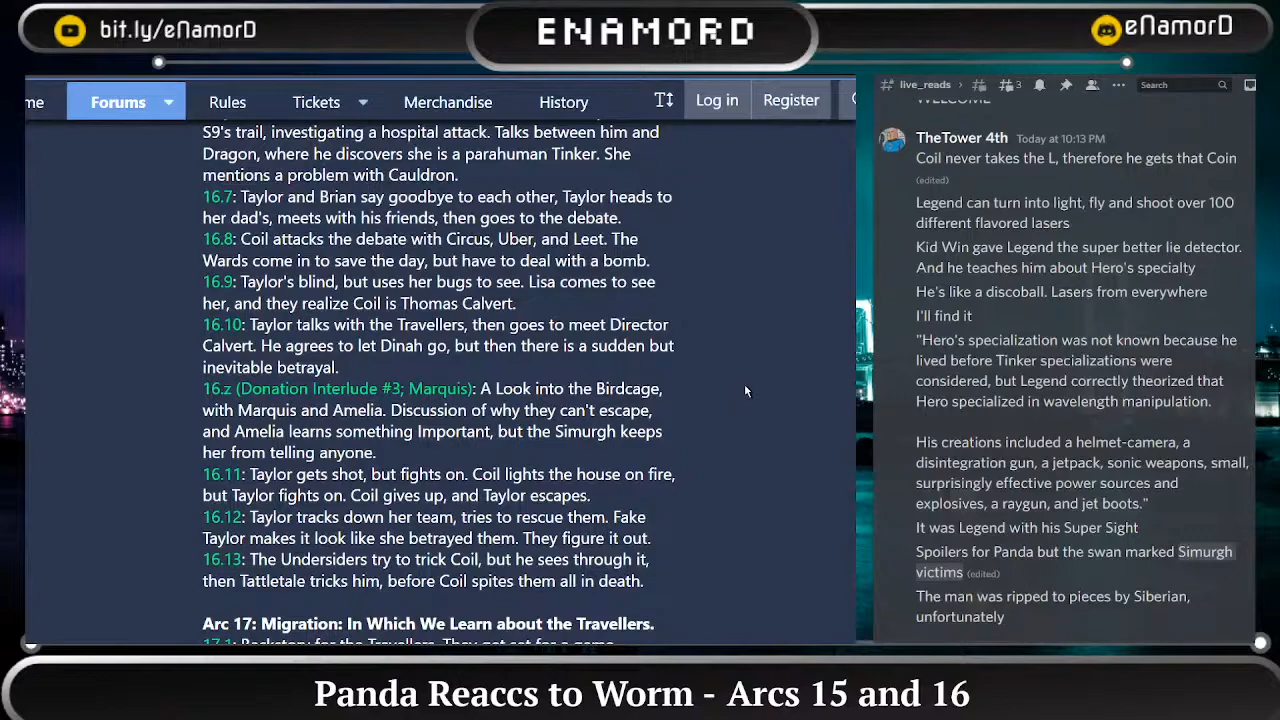 bit.ly/eNamorD
ENAMORD
eNamorD
me
Forums
Rules
Tickets
Merchandise
History
Log in
Register
S9's trail, investigating a hospital attack. Talks between him and
Dragon, where he discovers she is a parahuman Tinker. She
mentions a problem with Cauldron.
16.7: Taylor and Brian say goodbye to each other, Taylor heads to
her dad's, meets with his friends, then goes to the debate.
16.8: Coil attacks the debate with Circus, Uber, and Leet. The
Wards come in to save the day, but have to deal with a bomb.
16.9: Taylor's blind, but uses her bugs to see. Lisa comes to see
her, and they realize Coil is Thomas Calvert.
16.10: Taylor talks with the Travellers, then goes to meet Director
Calvert. He agrees to let Dinah go, but then there is a sudden but
inevitable betrayal.
16.z (Donation Interlude #3; Marquis): A Look into the Birdcage,
with Marquis and Amelia. Discussion of why they can't escape,
and Amelia learns something Important, but the Simurgh keeps
her from telling anyone.
16.11: Taylor gets shot, but fights on. Coil lights the house on fire,
but Taylor fights on. Coil gives up, and Taylor escapes.
16.12: Taylor tracks down her team, tries to rescue them. Fake
Taylor makes it look like she betrayed them. They figure it out.
16.13: The Undersiders try to trick Coil, but he sees through it,
then Tattletale tricks him, before Coil spites them all in death.
Arc 17: Migration: In Which We Learn about the Travellers.
17.1: Backstory for the Travellers. They get set for a game
live_reads
3
Search
WELCOME
TheTower 4th Today at 10:13 PM
Coil never takes the L, therefore he gets that Coin
(edited)
Legend can turn into light, fly and shoot over 100
different flavored lasers
Kid Win gave Legend the super better lie detector.
And he teaches him about Hero's specialty
He's like a discoball. Lasers from everywhere
I'll find it
"Hero's specialization was not known because he
lived before Tinker specializations were
considered, but Legend correctly theorized that
Hero specialized in wavelength manipulation.
His creations included a helmet-camera, a
disintegration gun, a jetpack, sonic weapons, small,
surprisingly effective power sources and
explosives, a raygun, and jet boots."
It was Legend with his Super Sight
Spoilers for Panda but the swan marked Simurgh
victims (edited)
The man was ripped to pieces by Siberian,
unfortunately
Panda Reaccs to Worm - Arcs 15 and 16